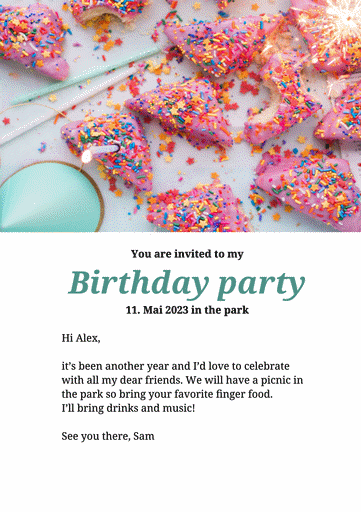 You are invited to my
Birthday party
11. Mai 2023 in the park
Hi Alex,
it's been another year and I'd love to celebrate
with all my dear friends. We will have a picnic in
the park so bring your favorite finger food.
I'll bring drinks and music!
See you there, Sam